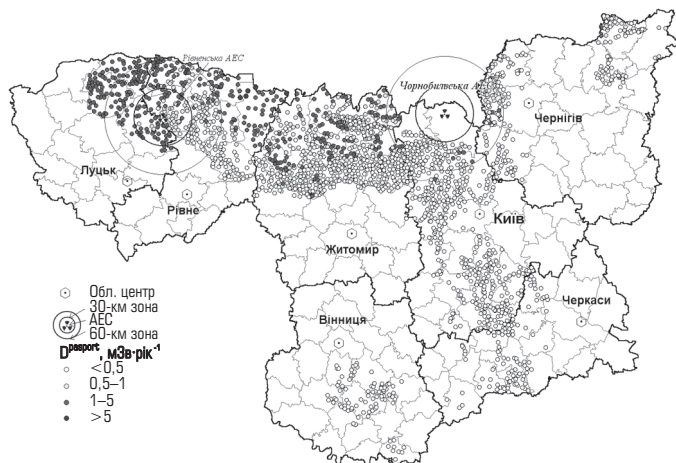 Рівненська АЕС
Чорнобильська АЕС
Чернігів
Луцьк
Рівне
Київ
Житомир
Черкаси
Вінниця
Обл. центр
30-км зона
АЕС
60-км зона
Dpasport, мЗв·рік-1
<0,5
0,5–1
1–5
>5